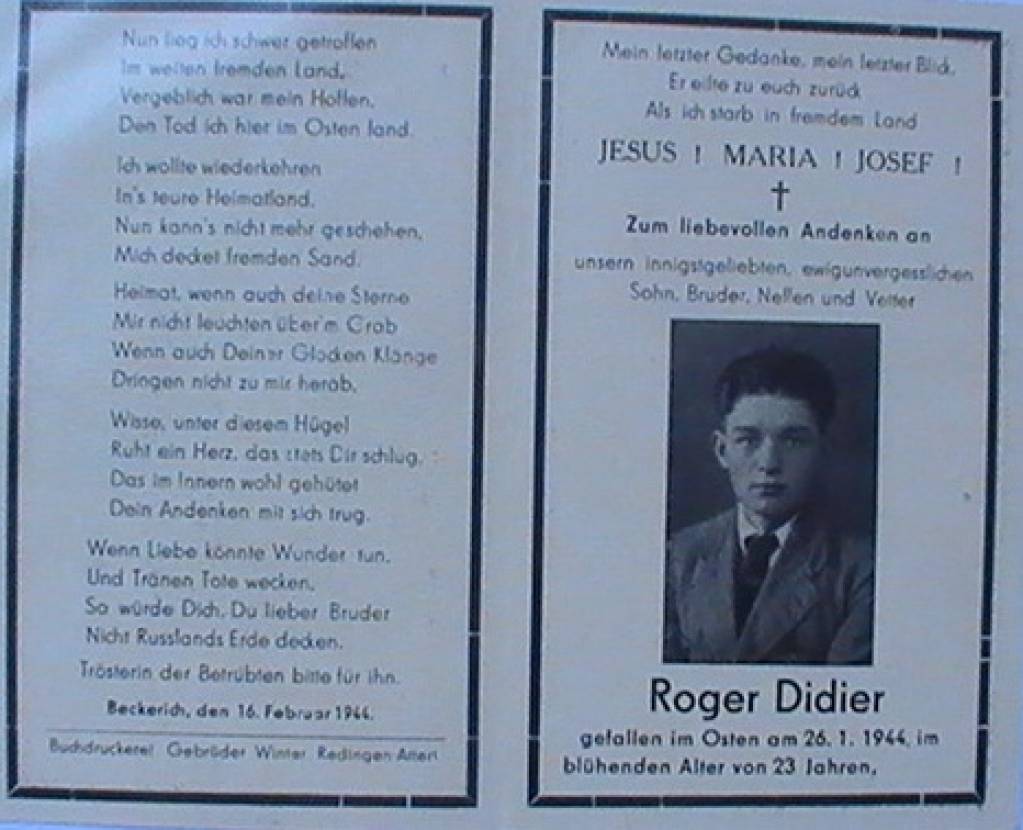 Nun lieg ich schwer getroffen
Im weiten fremden Land,
Vergeblich war mein Hoffen,
Den Tod ich hier im Osten fand.
Ich wollte wiederkehren
In's teure Heimatland,
Nun kann's nicht mehr geschehen,
Mich decket fremden Sand.
Heimat, wenn auch deine Sterne
Mir nicht leuchten über'm Grab
Wenn auch Deiner Glocken Klänge
Dringen nicht zu mir herab,
Wisse, unter diesem Hügel
Ruht ein Herz, das stets Dir schlug,
Das im Innern wohl gehütet
Dein Andenken mit sich trug.
Wenn Liebe könnte Wunder tun,
Und Tränen Tote wecken,
So würde Dich, Du lieber Bruder
Nicht Russlands Erde decken.
Trösterin der Betrübten bitte für ihn.
Beckerich, den 16. Februar 1944.
Buchdruckerei Gebrüder Winter Redingen-Attert
Mein letzter Gedanke, mein letzter Blick,
Er eilte zu euch zurück
Als ich starb in fremdem Land
JESUS ! MARIA ! JOSEF !
†
Zum liebevollen Andenken an
unsern innigstgeliebten, ewigunvergesslichen
Sohn, Bruder, Neffen und Vetter
Roger Didier
gefallen im Osten am 26. 1. 1944, im
blühenden Alter von 23 Jahren,